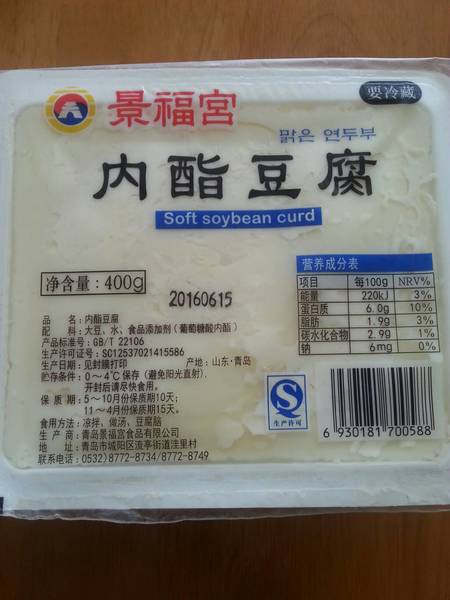 要冷藏
景福宮
맑은 연두부
内酯豆腐
Soft soybean curd
净含量：400g
20160615
营养成分表
项目 每100g NRV%
能量 220kJ 3%
蛋白质 6.0g 10%
脂肪 1.9g 3%
碳水化合物 2.9g 1%
钠 6mg 0%
品 名：内酯豆腐
配 料：大豆、水、食品添加剂（葡萄糖酸内酯）
产品标准号：GB/T 22106
生产许可证号：SC12537021415586
生产日期：见封膜打印 产地：山东·青岛
贮存条件：0～4℃保存（避免阳光直射）,
开封后请尽快食用。
保 质 期：5～10月份保质期10天；
11～4月份保质期15天。
食用方法：凉拌、做汤、豆腐脑
生 产 商：青岛景福宫食品有限公司
地 址：青岛市城阳区流亭街道洼里村
联系电话：(0532)8772-8734/8772-8749
QS
生产许可
6 930181 700588